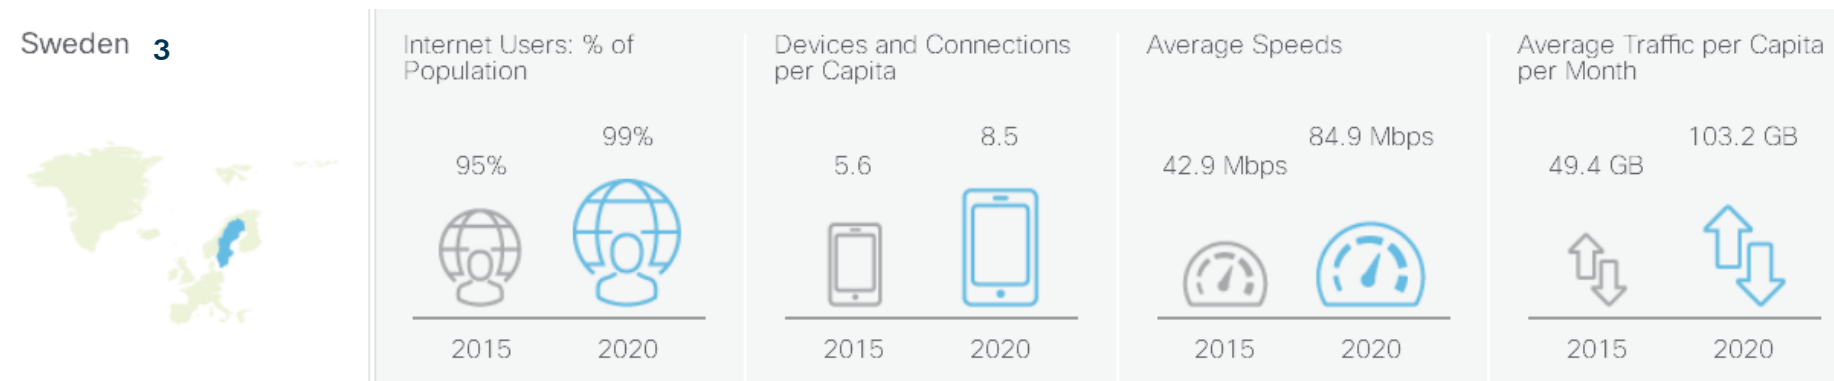 Sweden 3
Internet Users: % of
Population
95%
99%
2015
2020
Devices and Connections
per Capita
5.6
8.5
2015
2020
Average Speeds
42.9 Mbps
84.9 Mbps
2015
2020
Average Traffic per Capita
per Month
49.4 GB
103.2 GB
2015
2020